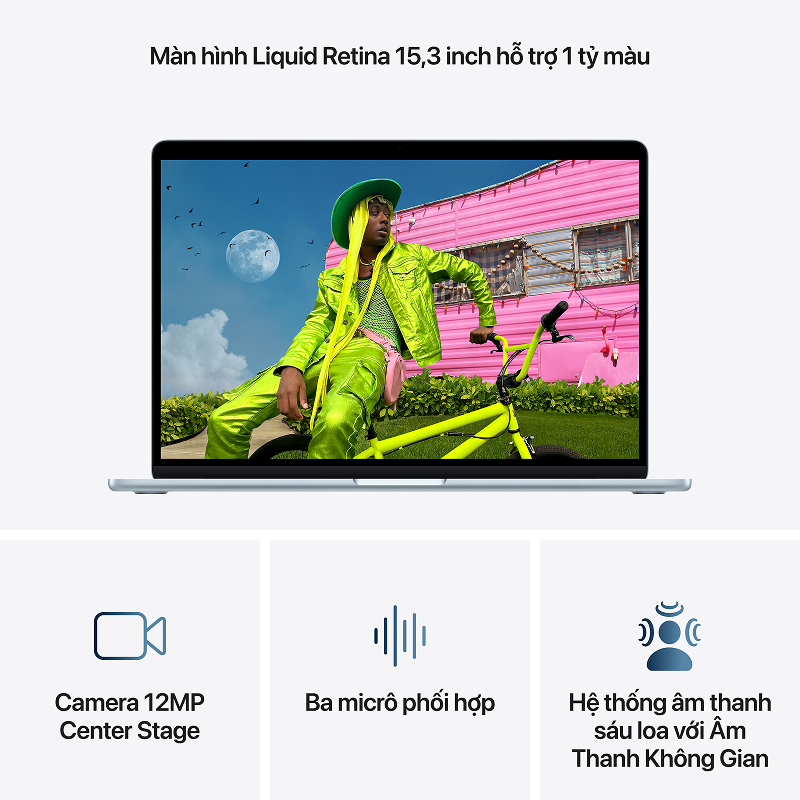 Màn hình Liquid Retina 15,3 inch hỗ trợ 1 tỷ màu
Camera 12MP
Center Stage
Ba micrô phối hợp
Hệ thống âm thanh
sáu loa với Âm
Thanh Không Gian